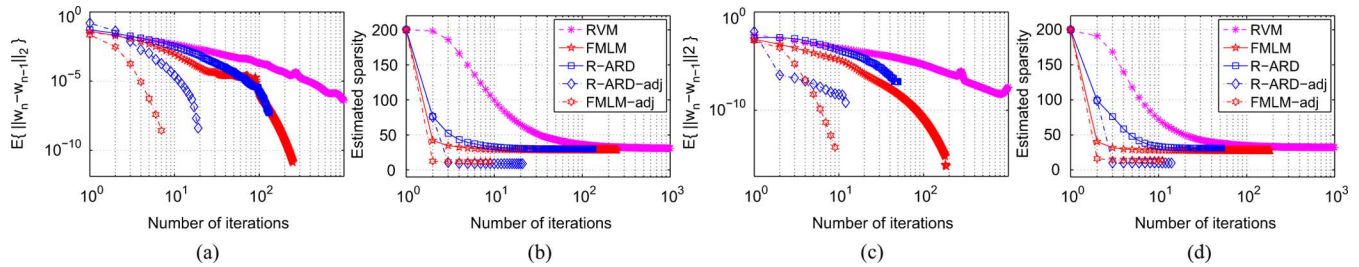 E{ ||w_n−w_{n−1}||_2 }
10^0
10^−5
10^−10
10^0
10^1
10^2
Number of iterstions
(a)
Estimated sparsity
200
150
100
50
0
RVM
FMLM
R−ARD
R−ARD−adj
FMLM−adj
10^0
10^1
10^2
10^3
Number of iterations
(b)
E{ ||w_n−w_{n−1}||2 }
10^0
10^−10
10^0
10^1
10^2
Number of iterations
(c)
Estimated sparsity
200
150
100
50
0
RVM
FMLM
R−ARD
R−ARD−adj
FMLM−adj
10^0
10^1
10^2
10^3
Number of iterations
(d)